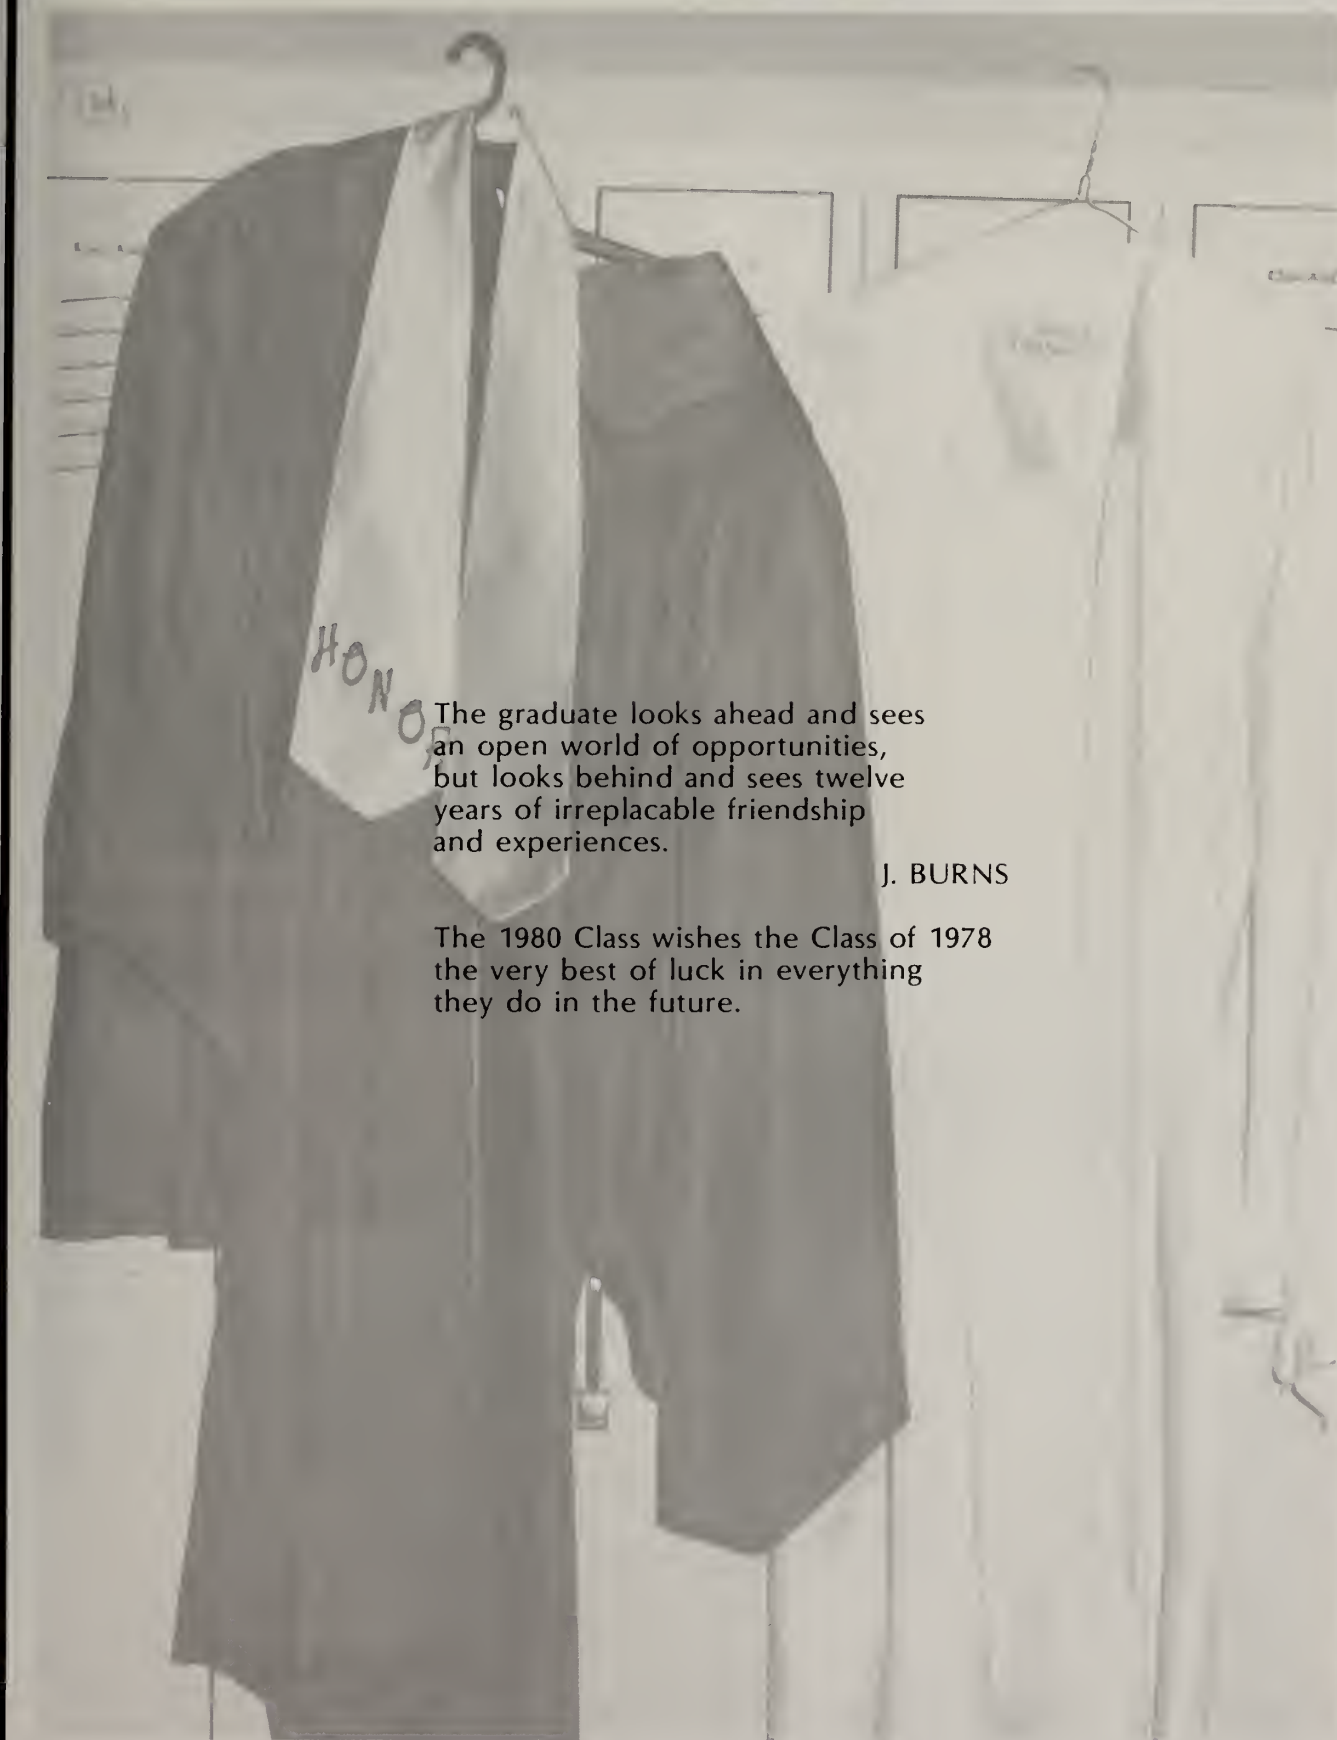 HONOR
The graduate looks ahead and sees
an open world of opportunities,
but looks behind and sees twelve
years of irreplacable friendship
and experiences.
J. BURNS
The 1980 Class wishes the Class of 1978
the very best of luck in everything
they do in the future.